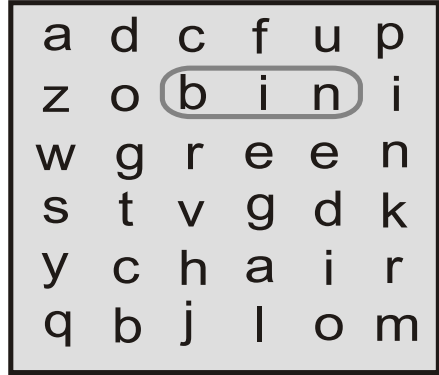 a d c f u p
z o b i n i
w g r e e n
s t v g d k
y c h a i r
q b j l o m